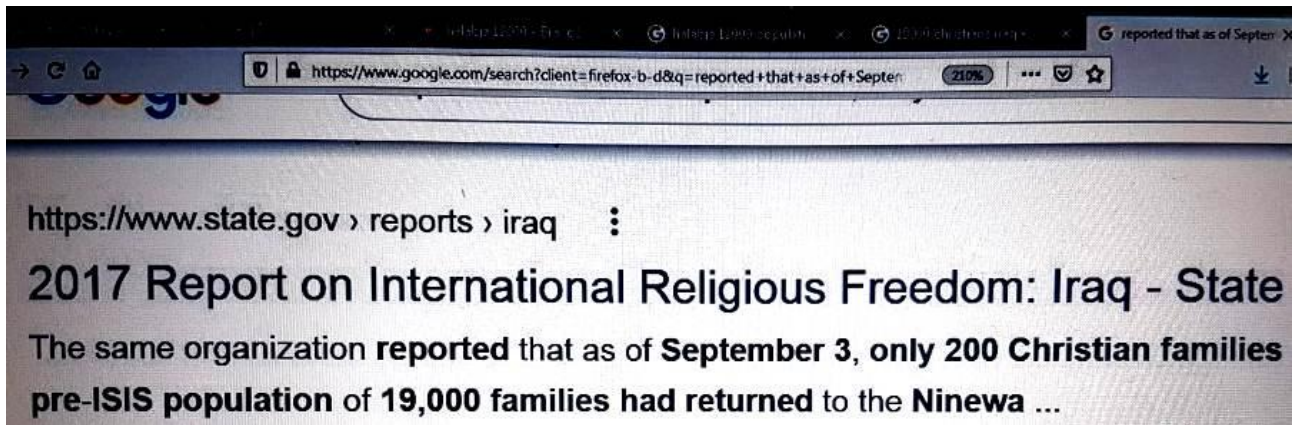 G reported that as of Septem
https://www.google.com/search?client=firefox-b-d&q=reported+that+as+of+Septen
210%
https://www.state.gov › reports › iraq
2017 Report on International Religious Freedom: Iraq - State
The same organization reported that as of September 3, only 200 Christian families
pre-ISIS population of 19,000 families had returned to the Ninewa ...